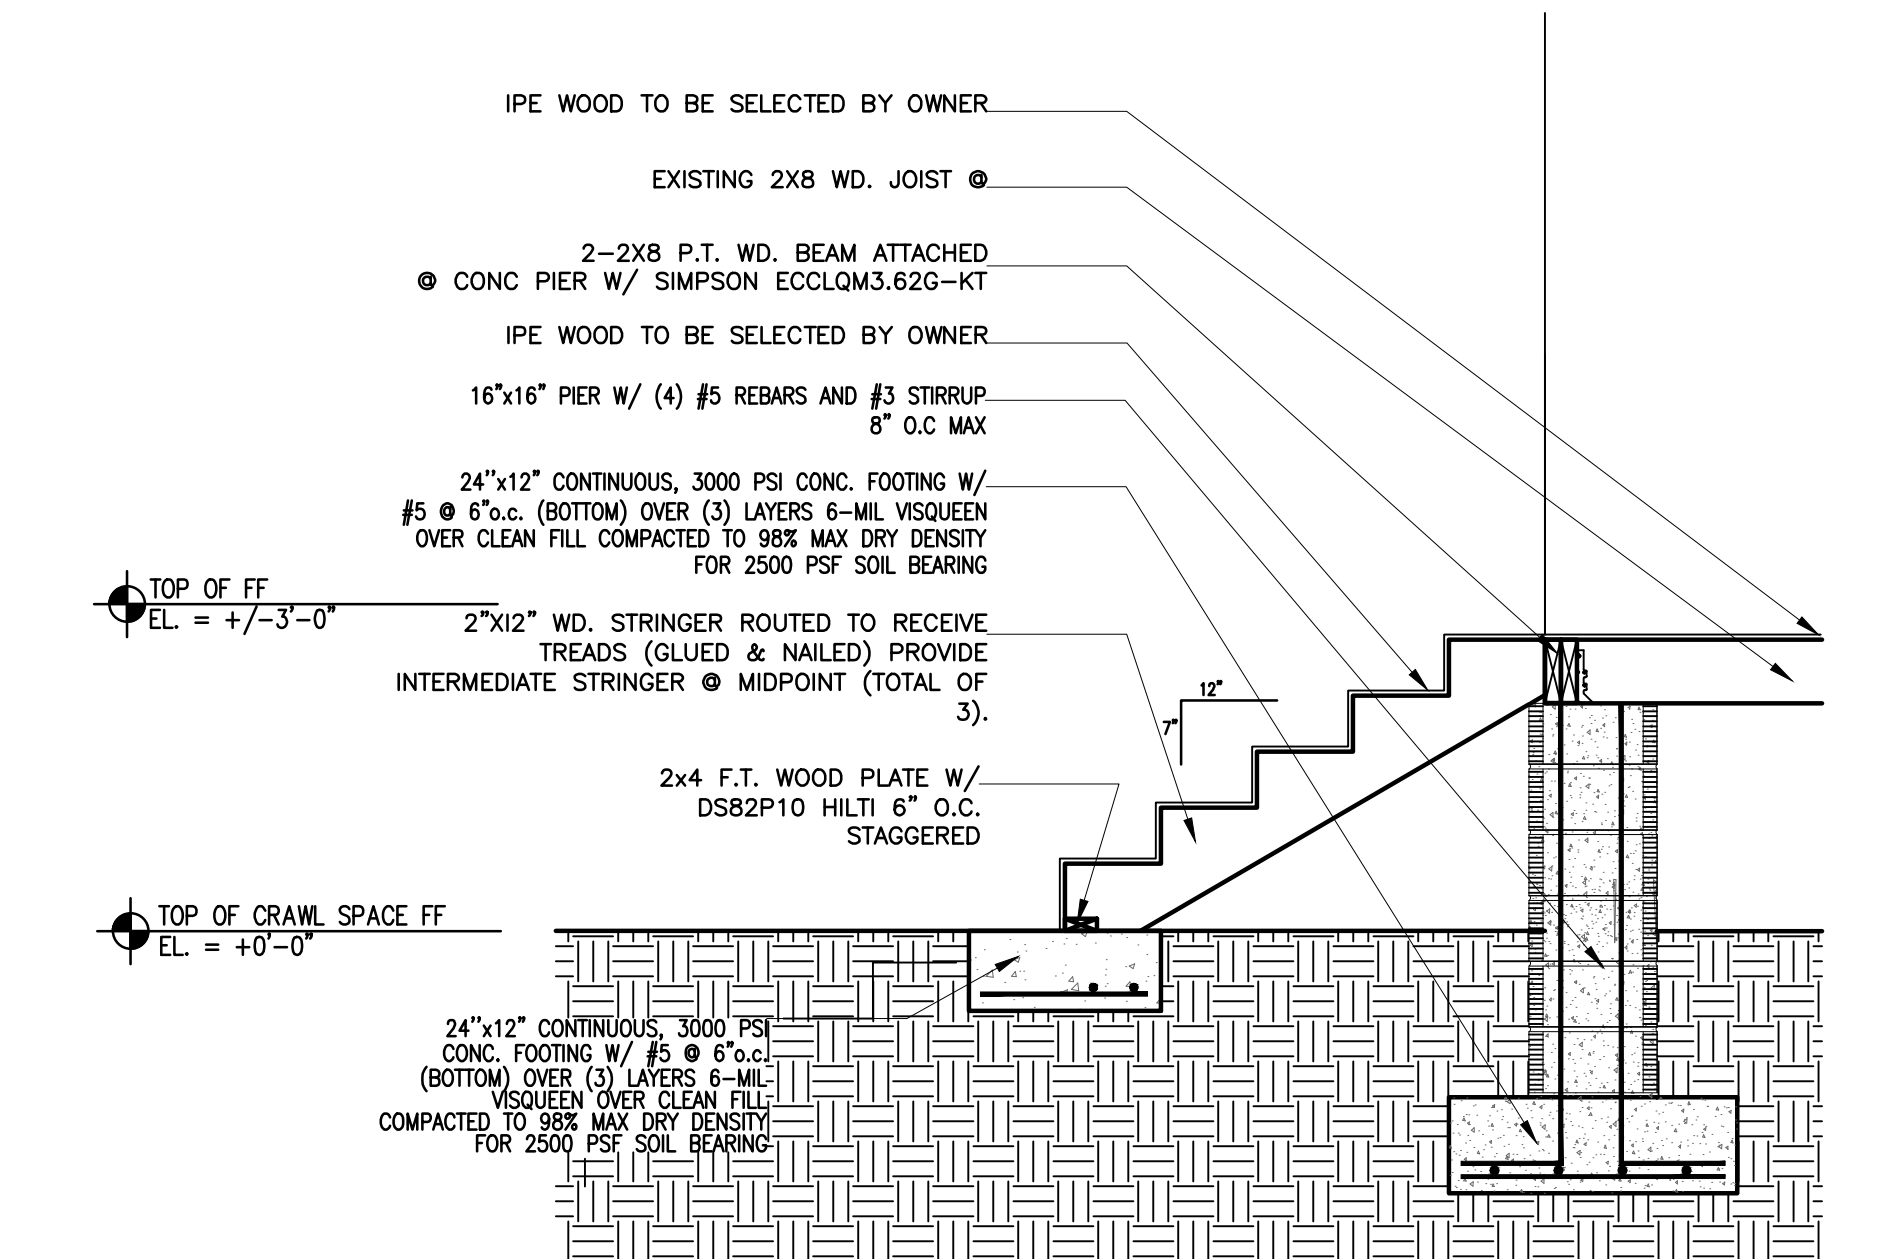 IPE WOOD TO BE SELECTED BY OWNER
EXISTING 2X8 WD. JOIST @
2-2X8 P.T. WD. BEAM ATTACHED
@ CONC PIER W/ SIMPSON ECCLQM3.62G-KT
IPE WOOD TO BE SELECTED BY OWNER
16"x16" PIER W/ (4) #5 REBARS AND #3 STIRRUP
8" O.C MAX
24''x12" CONTINUOUS, 3000 PSI CONC. FOOTING W/
#5 @ 6"o.c. (BOTTOM) OVER (3) LAYERS 6-MIL VISQUEEN
OVER CLEAN FILL COMPACTED TO 98% MAX DRY DENSITY
FOR 2500 PSF SOIL BEARING
TOP OF FF
EL. = +/-3'-0"
2"X12" WD. STRINGER ROUTED TO RECEIVE
TREADS (GLUED & NAILED) PROVIDE
INTERMEDIATE STRINGER @ MIDPOINT (TOTAL OF
3).
12"
7"
2x4 F.T. WOOD PLATE W/
DS82P10 HILTI 6" O.C.
STAGGERED
TOP OF CRAWL SPACE FF
EL. = +0'-0"
24''x12" CONTINUOUS, 3000 PSI
CONC. FOOTING W/ #5 @ 6"o.c.
(BOTTOM) OVER (3) LAYERS 6-MIL
VISQUEEN OVER CLEAN FILL
COMPACTED TO 98% MAX DRY DENSITY
FOR 2500 PSF SOIL BEARING